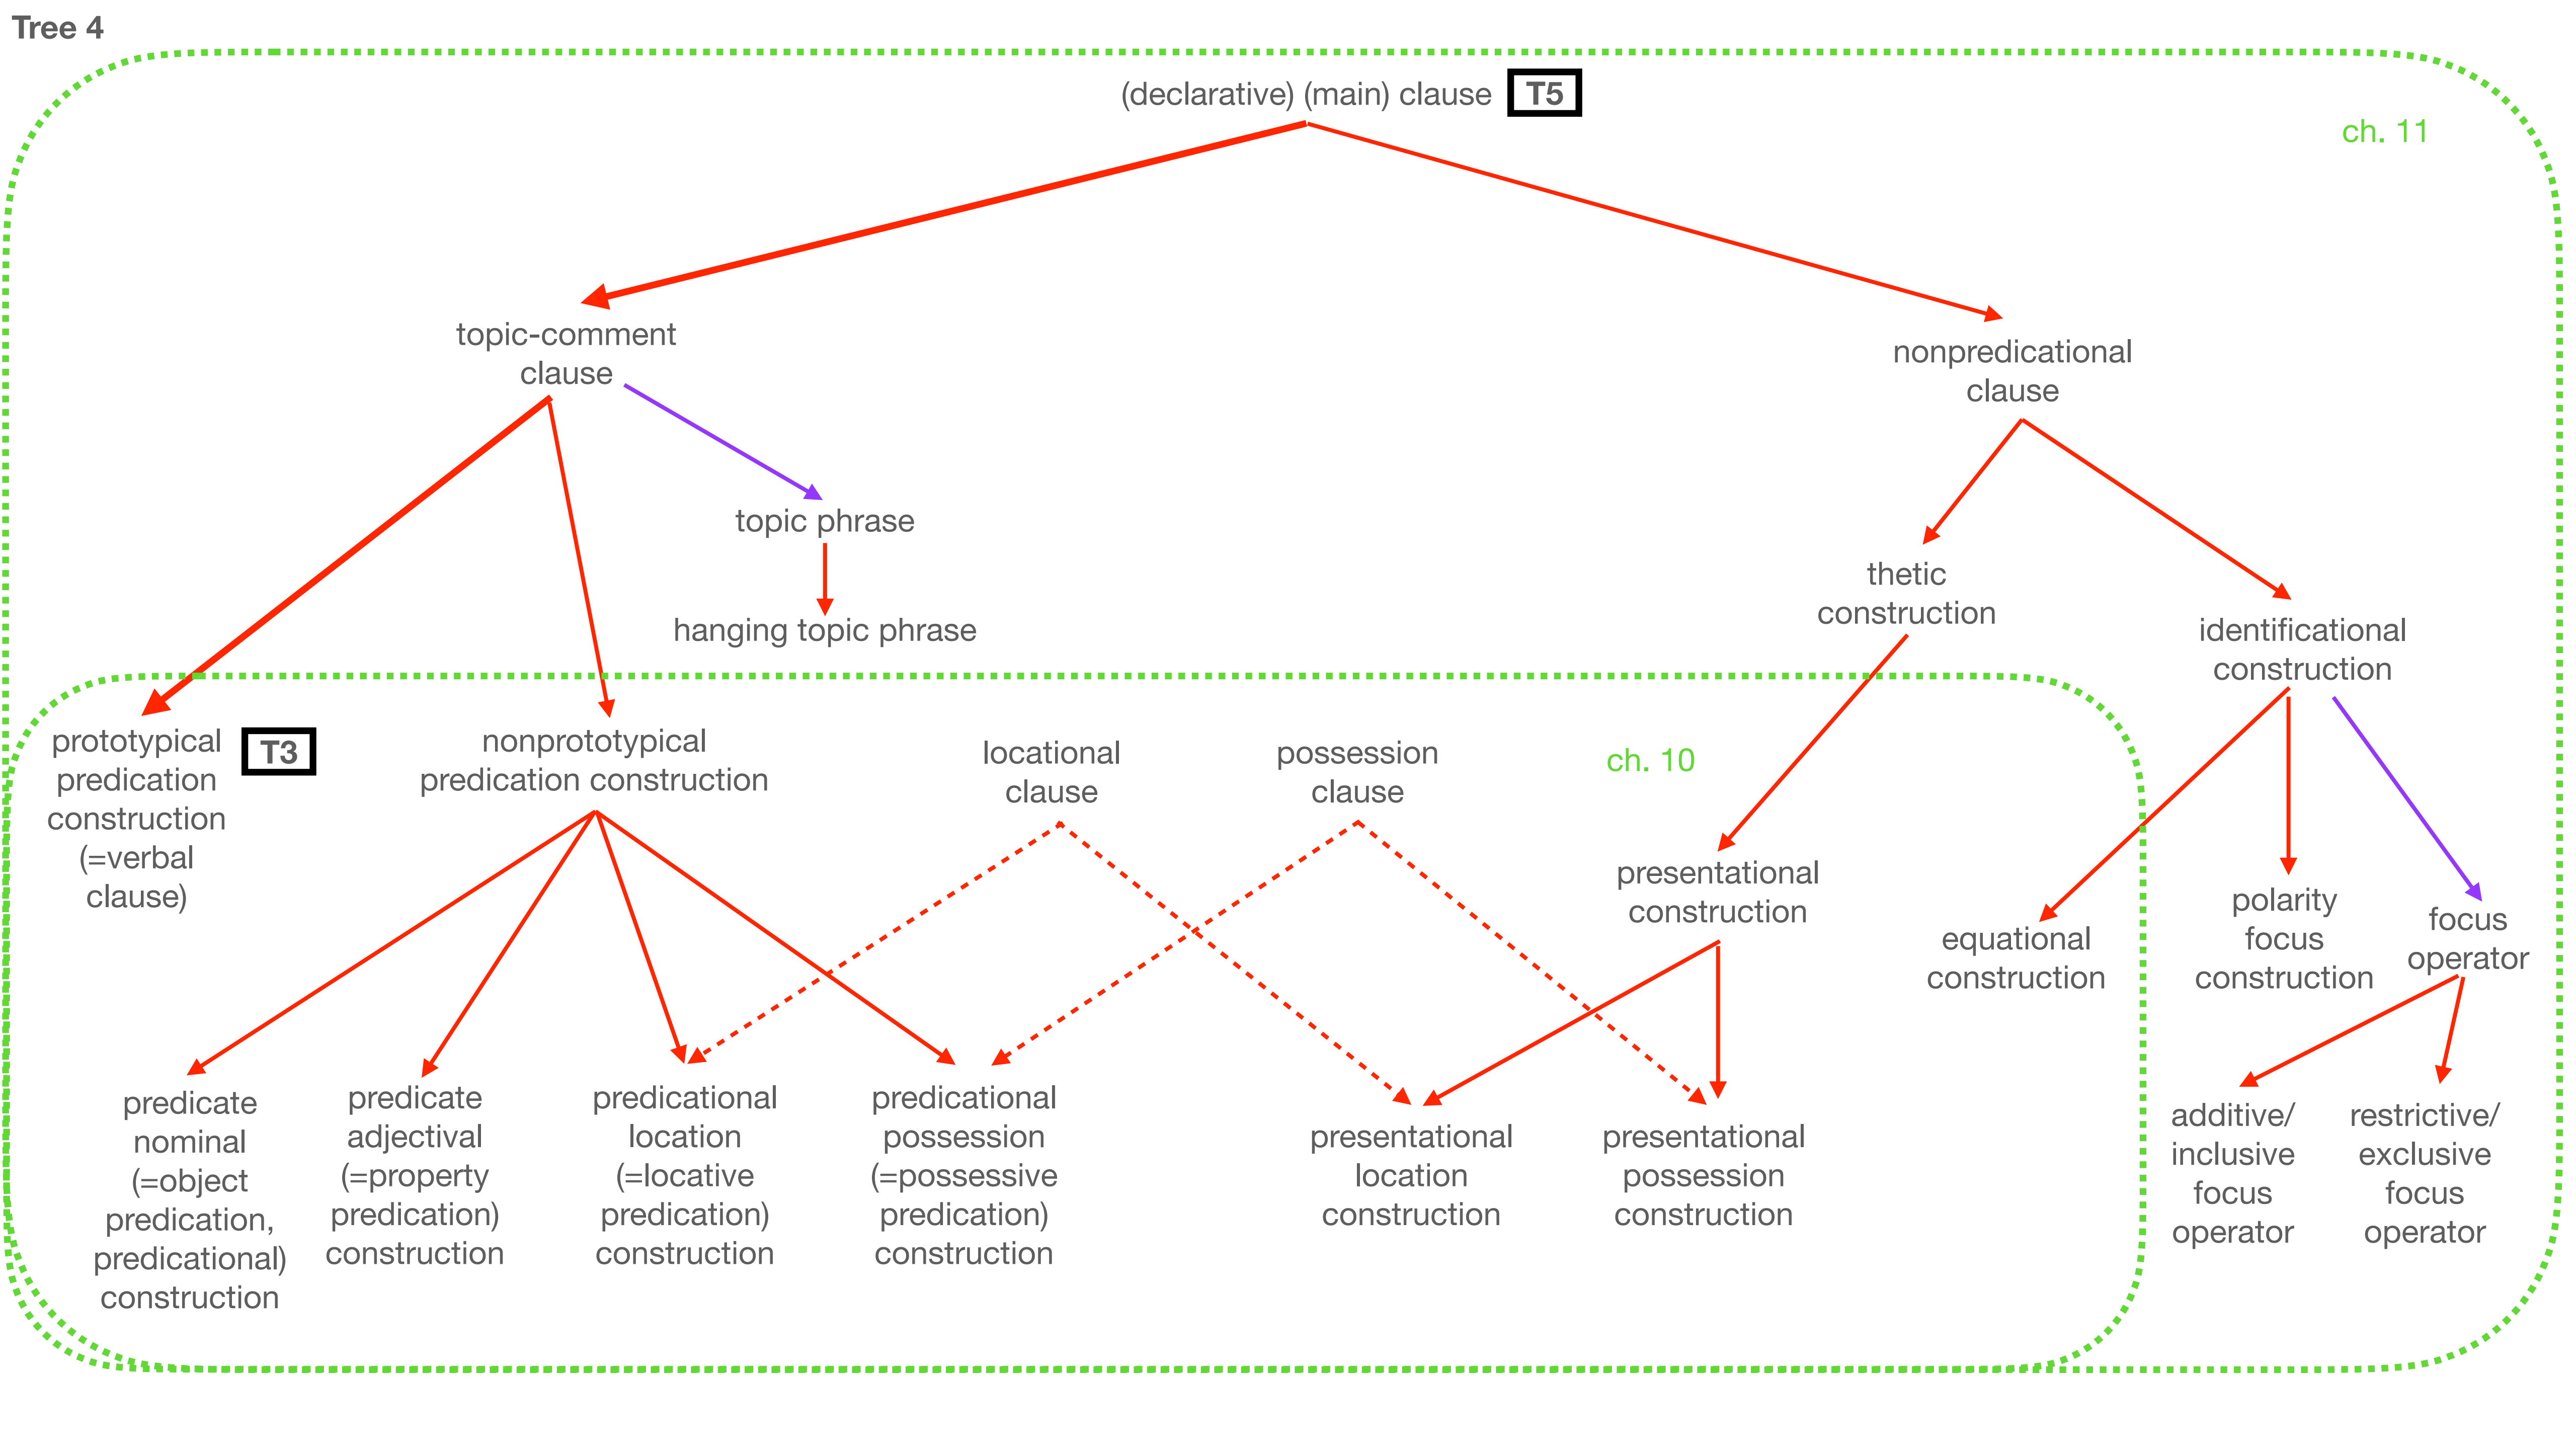 Tree 4
(declarative) (main) clause
T5
ch. 11
topic-comment
clause
nonpredicational
clause
topic phrase
hanging topic phrase
thetic
construction
identificational
construction
prototypical
predication
construction
(=verbal
clause)
T3
nonprototypical
predication construction
locational
clause
possession
clause
ch. 10
presentational
construction
equational
construction
polarity
focus
construction
focus
operator
predicate
nominal
(=object
predication,
predicational)
construction
predicate
adjectival
(=property
predication)
construction
predicational
location
(=locative
predication)
construction
predicational
possession
(=possessive
predication)
construction
presentational
location
construction
presentational
possession
construction
additive/
inclusive
focus
operator
restrictive/
exclusive
focus
operator